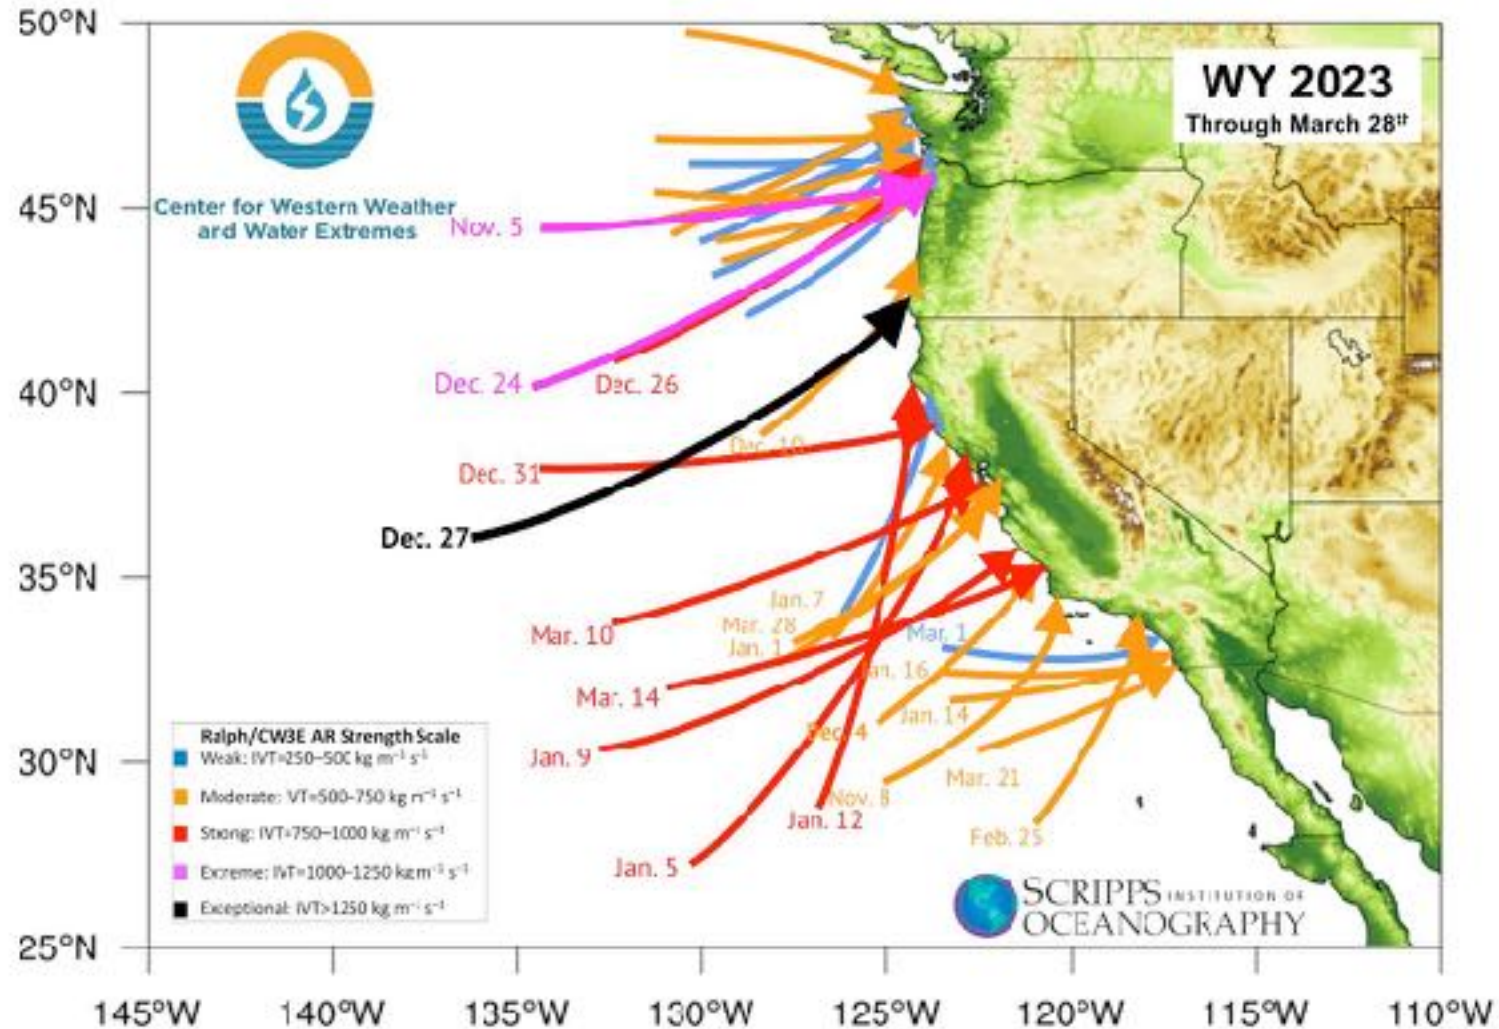 50°N
WY 2023
Through March 28th
Center for Western Weather
and Water Extremes
45°N
Nov. 5
Dec. 24
Dec. 26
40°N
Dec. 10
Dec. 31
Dec. 27
35°N
Jan. 7
Mar. 28
Jan. 1
Mar. 1
Mar. 10
Jan. 16
Mar. 14
Jan. 14
Dec. 4
Jan. 9
30°N
Mar. 21
Nov. 8
Jan. 12
Feb. 25
Jan. 5
Ralph/CW3E AR Strength Scale
Weak: IVT=250–500 kg m⁻¹ s⁻¹
Moderate: IVT=500–750 kg m⁻¹ s⁻¹
Strong: IVT=750–1000 kg m⁻¹ s⁻¹
Extreme: IVT=1000-1250 kg m⁻¹ s⁻¹
Exceptional: IVT>1250 kg m⁻¹ s⁻¹
SCRIPPS INSTITUTION OF
OCEANOGRAPHY
25°N
145°W 140°W 135°W 130°W 125°W 120°W 115°W 110°W